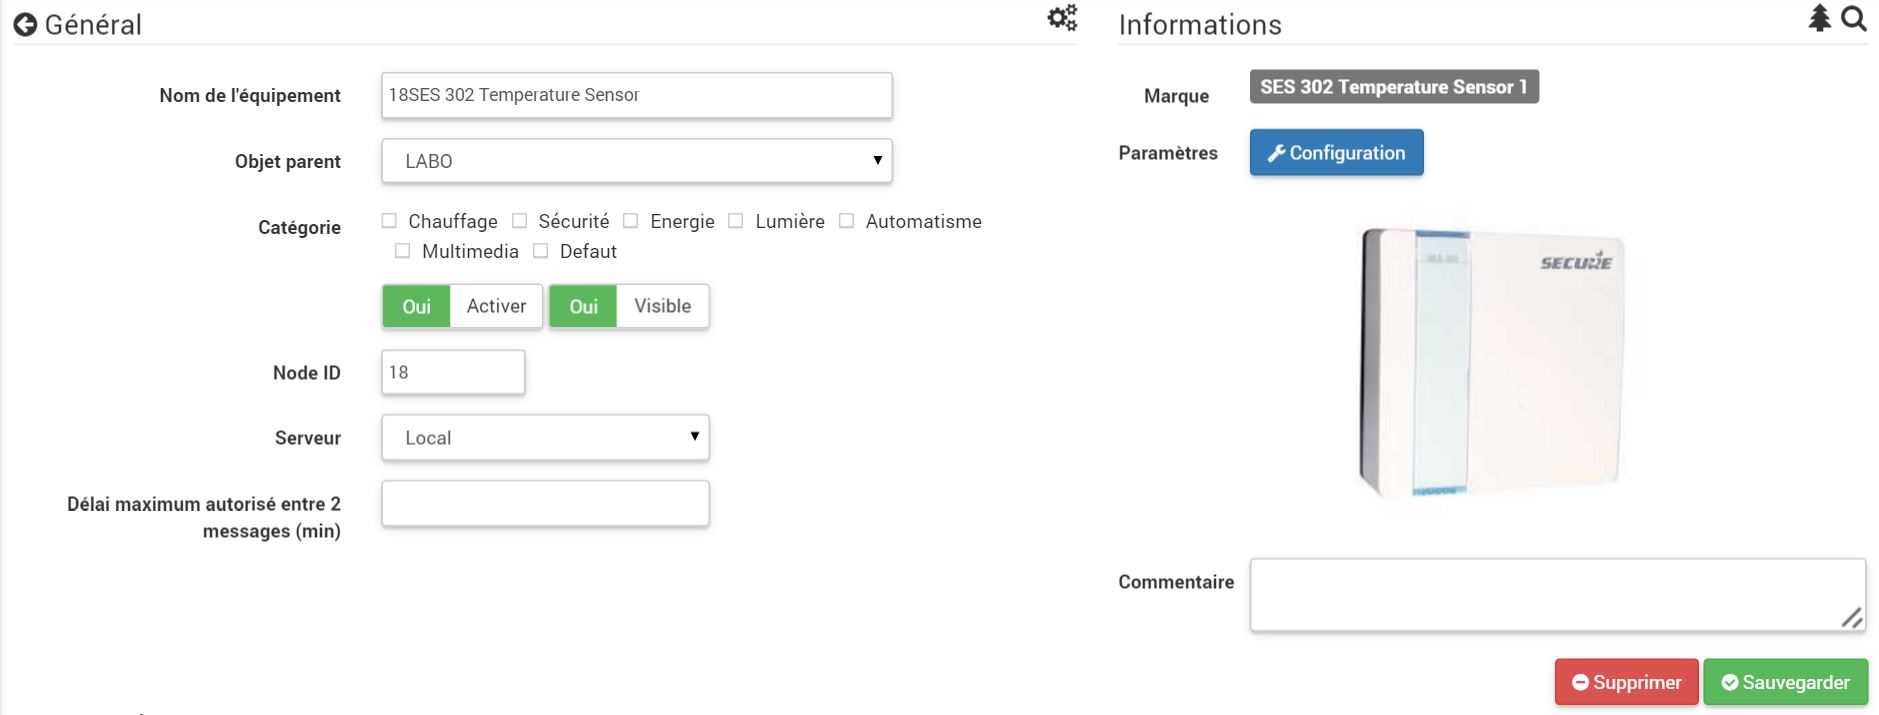 Général
Nom de l'équipement
18SES 302 Temperature Sensor
Objet parent
LABO
Catégorie
Chauffage Sécurité Energie Lumière Automatisme
Multimedia Defaut
Oui Activer Oui Visible
Node ID
18
Serveur
Local
Délai maximum autorisé entre 2
messages (min)
Informations
Marque
SES 302 Temperature Sensor 1
Paramètres
Configuration
SECURE
Commentaire
Supprimer Sauvegarder